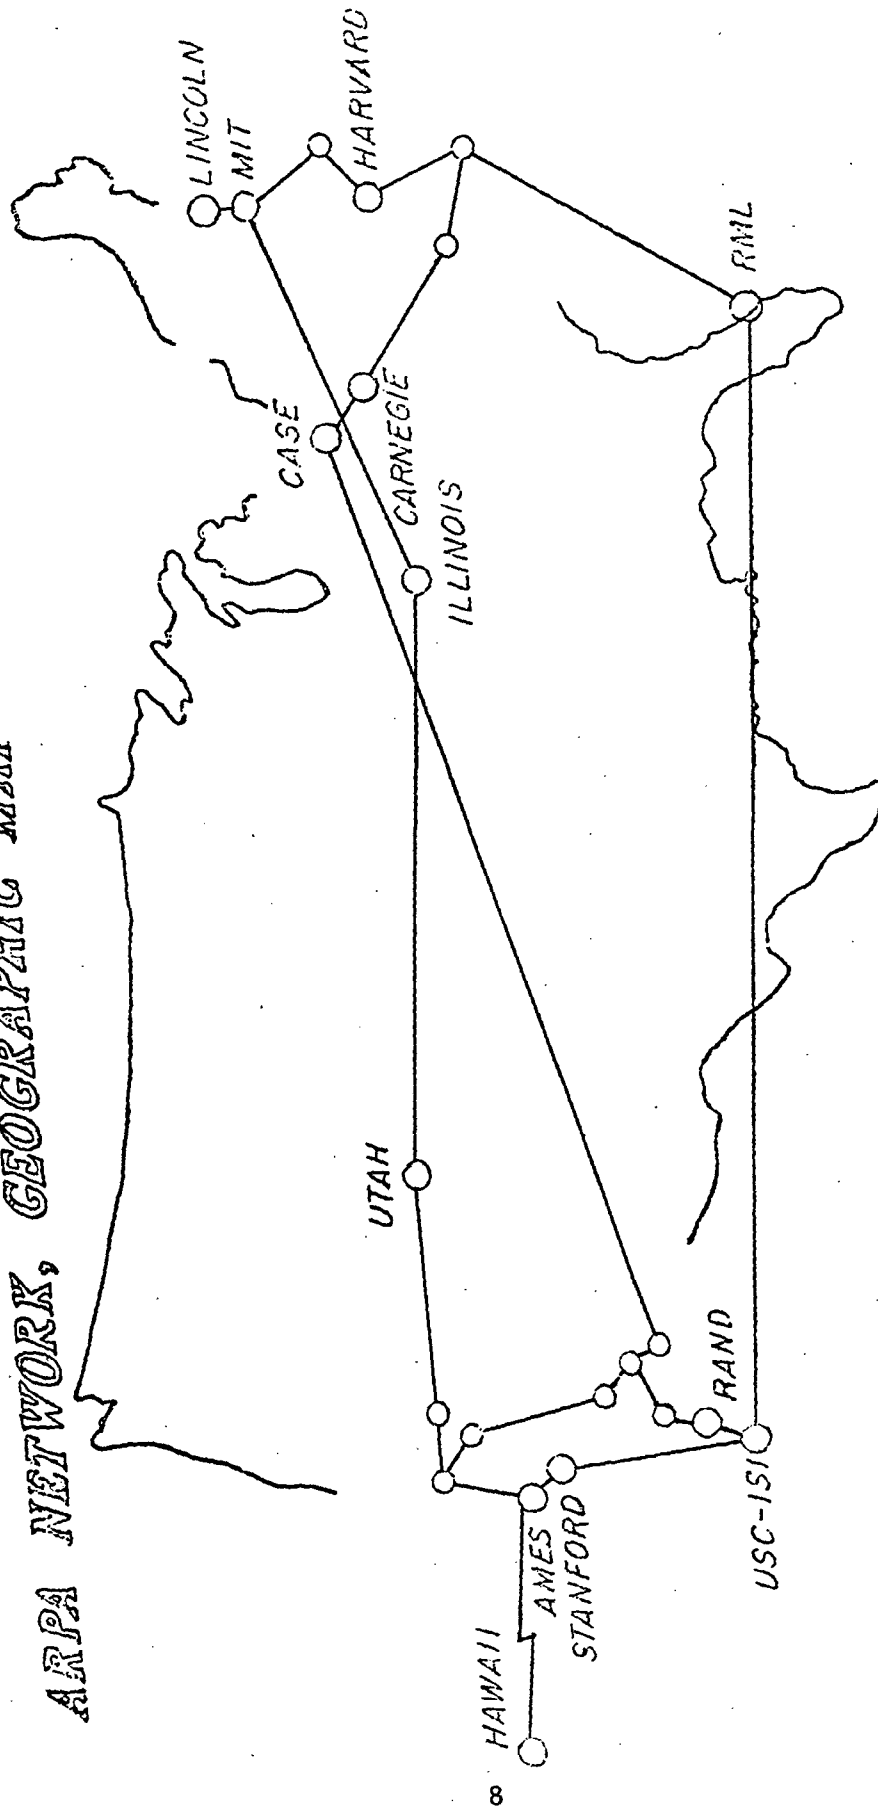 ARPA NETWORK, GEOGRAPHIC MAP
LINCOLN
MIT
HARVARD
CASE
CARNEGIE
ILLINOIS
RML
UTAH
RAND
USC-ISI
AMES
STANFORD
HAWAII
8